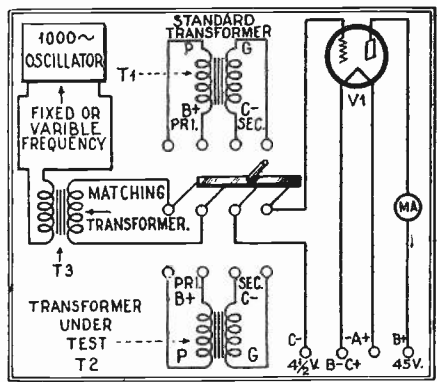 1000~
OSCILLATOR
FIXED OR
VARIBLE
FREQUENCY
STANDARD
TRANSFORMER
P G
T1
B+ C-
PRI. SEC.
V1
MATCHING
TRANSFORMER.
T3
MA
PRI. SEC.
B+ C-
TRANSFORMER
UNDER
TEST
T2
P G
C- -A+ B+
4½V. B-C+ 45V.